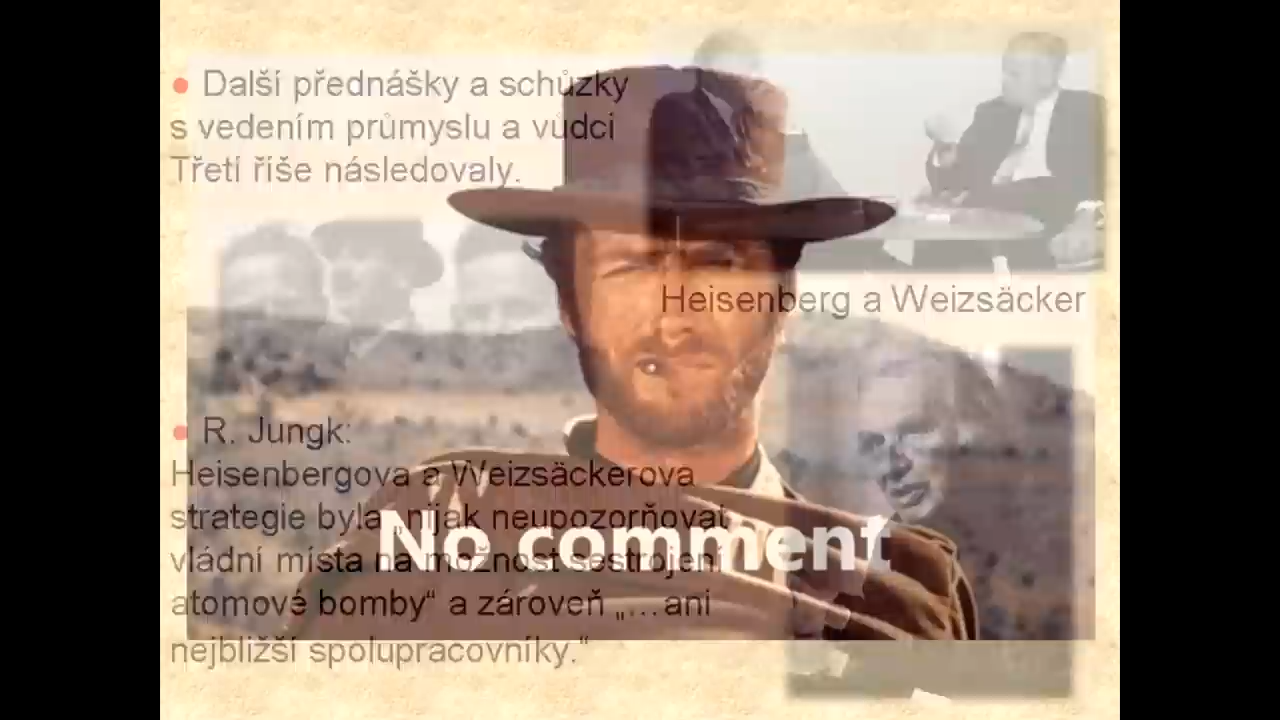 ● Další přednášky a schůzky
s vedením průmyslu a vůdci
Třetí říše následovaly.
Heisenberg a Weizsäcker
● R. Jungk:
Heisenbergova a Weizsäckerova
strategie byla „nijak neupozorňovat
vládní místa na možnost sestrojení
atomové bomby“ a zároveň „…ani
nejbližší spolupracovníky.“
No comment